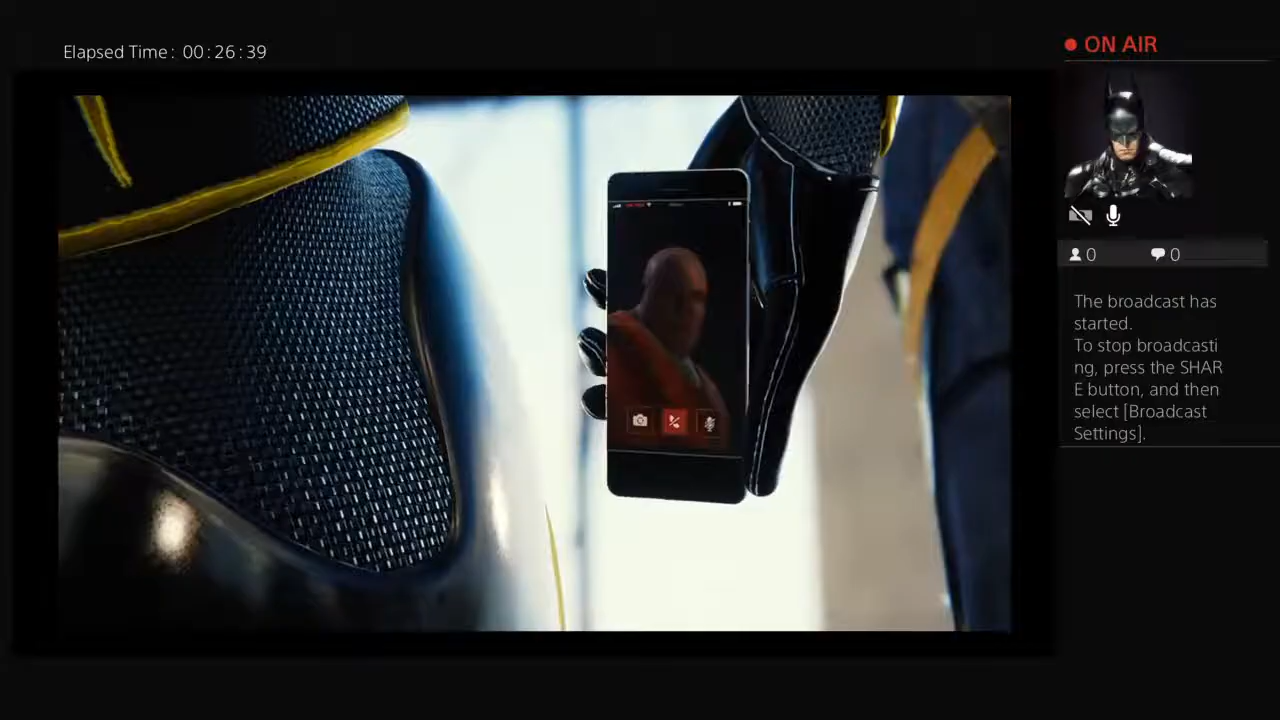 Elapsed Time: 00:26:39
ON AIR
0
0
The broadcast has
started.
To stop broadcasti
ng, press the SHAR
E button, and then
select [Broadcast
Settings].